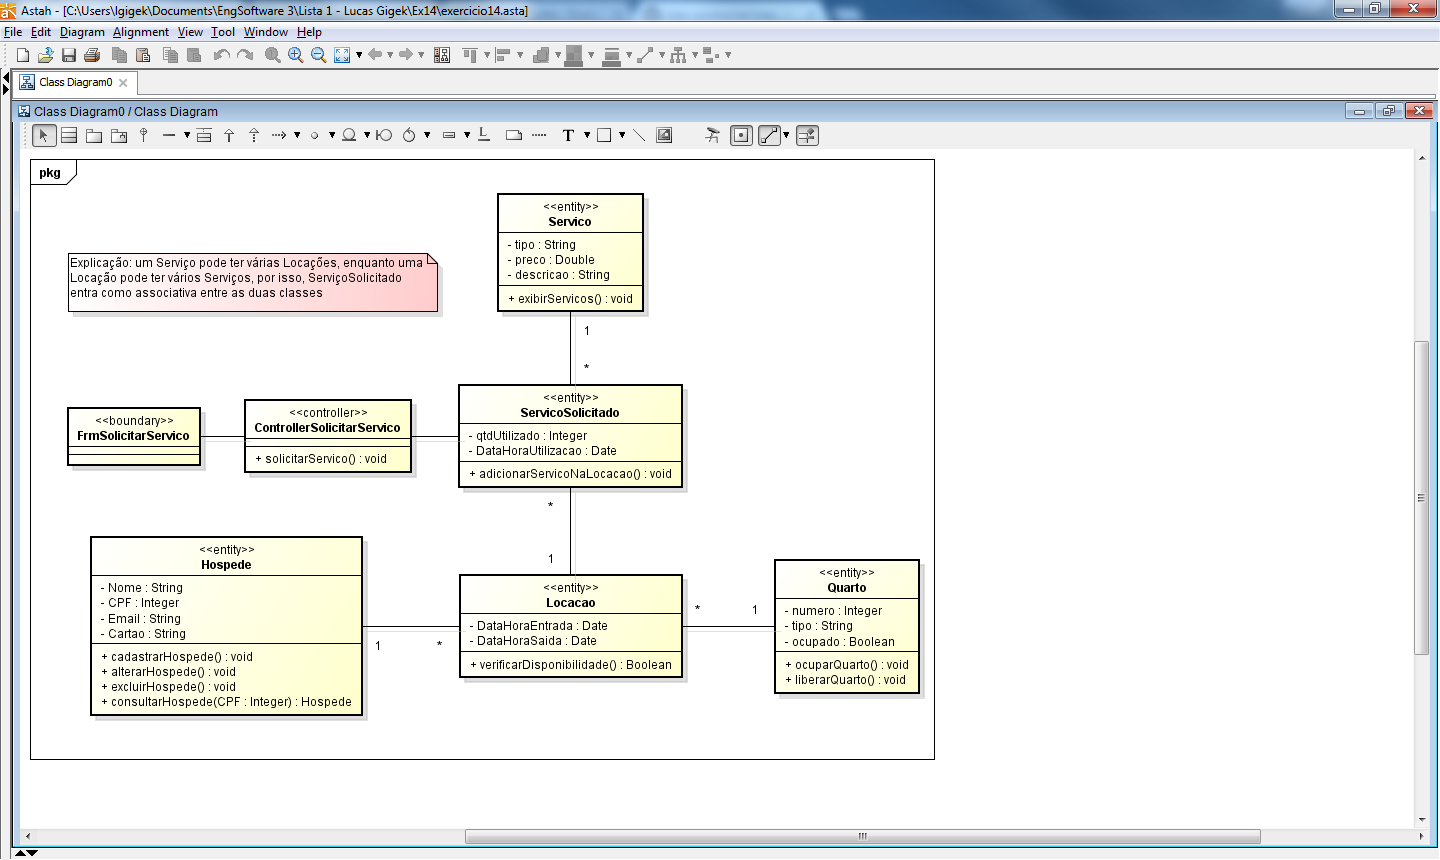 Astah - [C:\Users\lgigek\Documents\EngSoftware 3\Lista 1 - Lucas Gigek\Ex14\exercicio14.asta]
File Edit Diagram Alignment View Tool Window Help
Class Diagram0
Class Diagram0 / Class Diagram
T
pkg
<<entity>>
Servico
- tipo : String
- preco : Double
- descricao : String
+ exibirServicos() : void
Explicação: um Serviço pode ter várias Locações, enquanto uma
Locação pode ter vários Serviços, por isso, ServiçoSolicitado
entra como associativa entre as duas classes
1
*
<<boundary>>
FrmSolicitarServico
<<controller>>
ControllerSolicitarServico
+ solicitarServico() : void
<<entity>>
ServicoSolicitado
- qtdUtilizado : Integer
- DataHoraUtilizacao : Date
+ adicionarServicoNaLocacao() : void
*
1
<<entity>>
Hospede
- Nome : String
- CPF : Integer
- Email : String
- Cartao : String
+ cadastrarHospede() : void
+ alterarHospede() : void
+ excluirHospede() : void
+ consultarHospede(CPF : Integer) : Hospede
1
*
<<entity>>
Locacao
- DataHoraEntrada : Date
- DataHoraSaida : Date
+ verificarDisponibilidade() : Boolean
*
1
<<entity>>
Quarto
- numero : Integer
- tipo : String
- ocupado : Boolean
+ ocuparQuarto() : void
+ liberarQuarto() : void